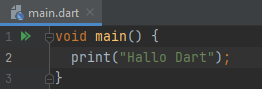 main.dart
1 void main() {
2 print("Hallo Dart");
3 }